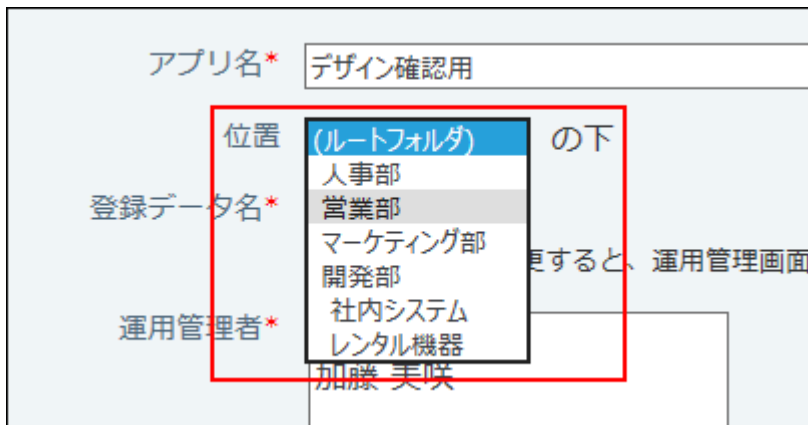 アプリ名* デザイン確認用
位置 (ルートフォルダ) の下
人事部
登録データ名* 営業部
マーケティング部
更すると、運用管理画面
開発部
社内システム
運用管理者*
レンタル機器
加藤 美咲